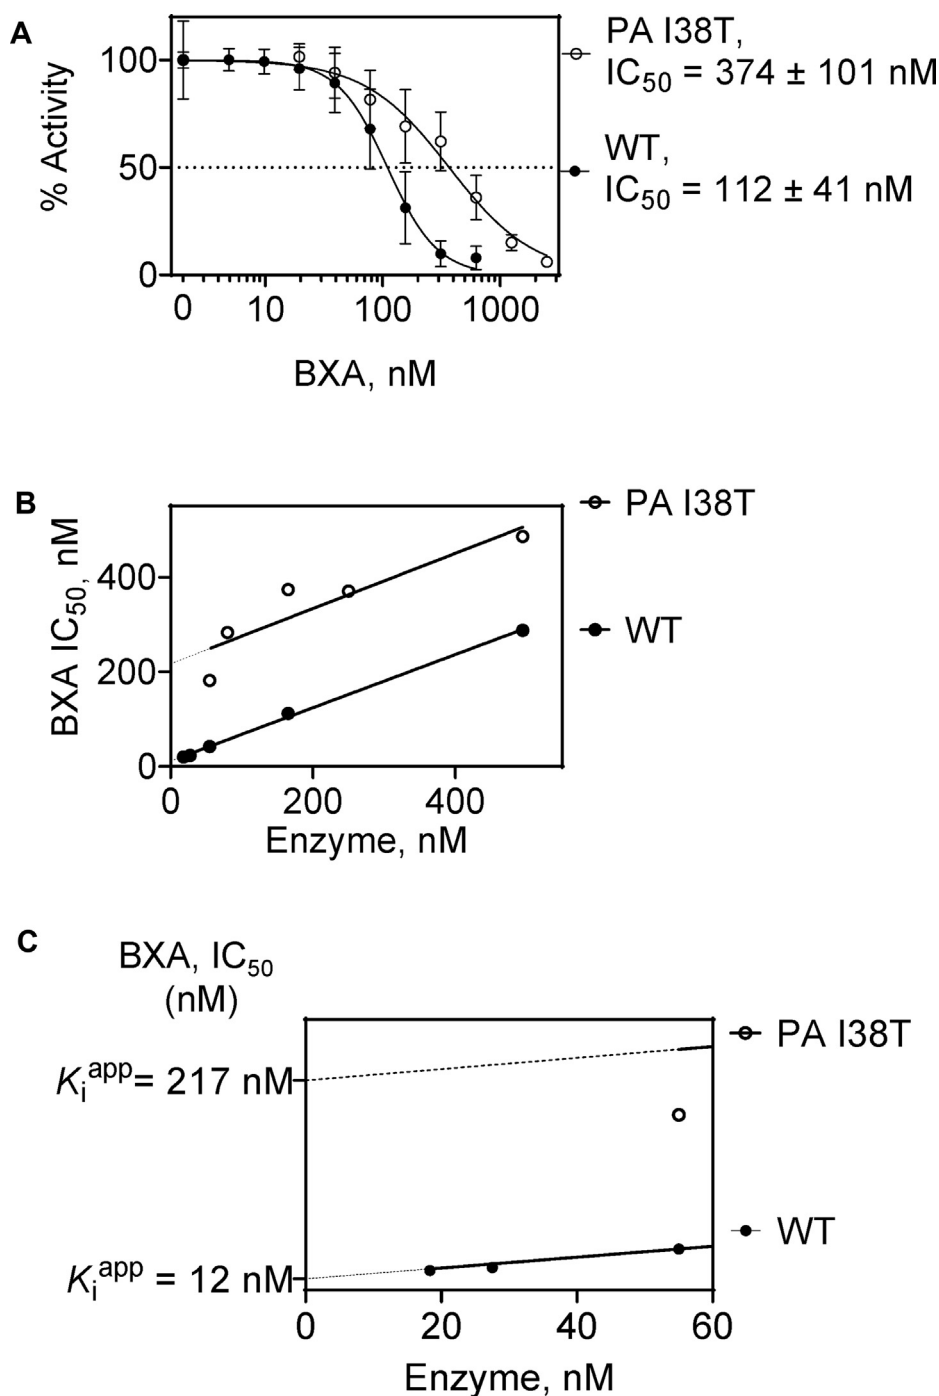 A
% Activity
100
50
0
0 10 100 1000
BXA, nM
PA I38T,
IC50 = 374 ± 101 nM
WT,
IC50 = 112 ± 41 nM
B
BXA IC50, nM
400
200
0
0 200 400
Enzyme, nM
PA I38T
WT
C
BXA, IC50
(nM)
Kiapp= 217 nM
Kiapp = 12 nM
0 20 40 60
Enzyme, nM
PA I38T
WT